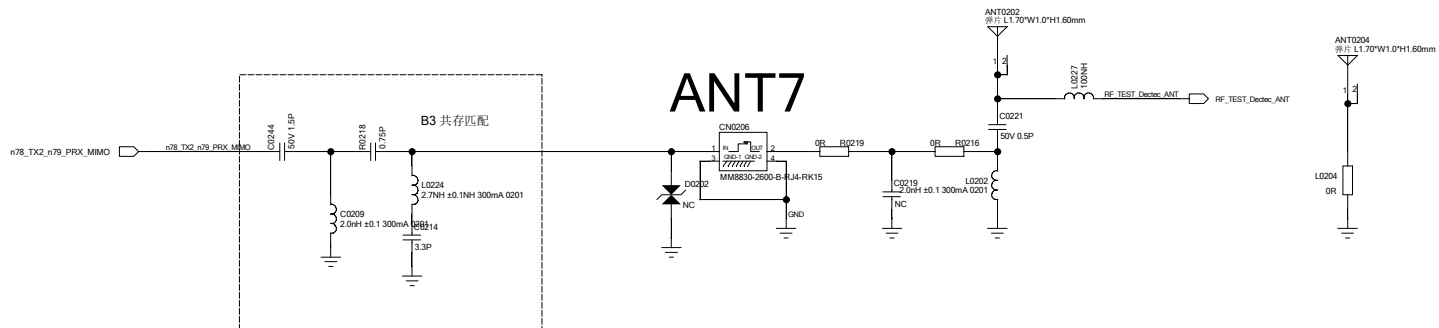 ANT0202
弹片 L1.70*W1.0*H1.60mm
1 2
L0227
100NH
RF_TEST_Dectec_ANT
RF_TEST_Dectec_ANT
ANT0204
弹片 L1.70*W1.0*H1.60mm
1 2
ANT7
B3 共存匹配
n78_TX2_n79_PRX_MIMO
n78_TX2_n79_PRX_MIMO
C0244
50V 1.5P
R0218
0.75P
CN0206
1 IN OUT 2
3 GND-1 GND-2 4
MM8830-2600-B-RJ4-RK15
0R R0219
0R R0216
C0221
50V 0.5P
L0224
2.7NH ±0.1NH 300mA 0201
C0209
2.0nH ±0.1 300mA 0201
C0214
3.3P
D0202
NC
GND
C0219
2.0nH ±0.1 300mA 0201
NC
L0202
L0204
0R